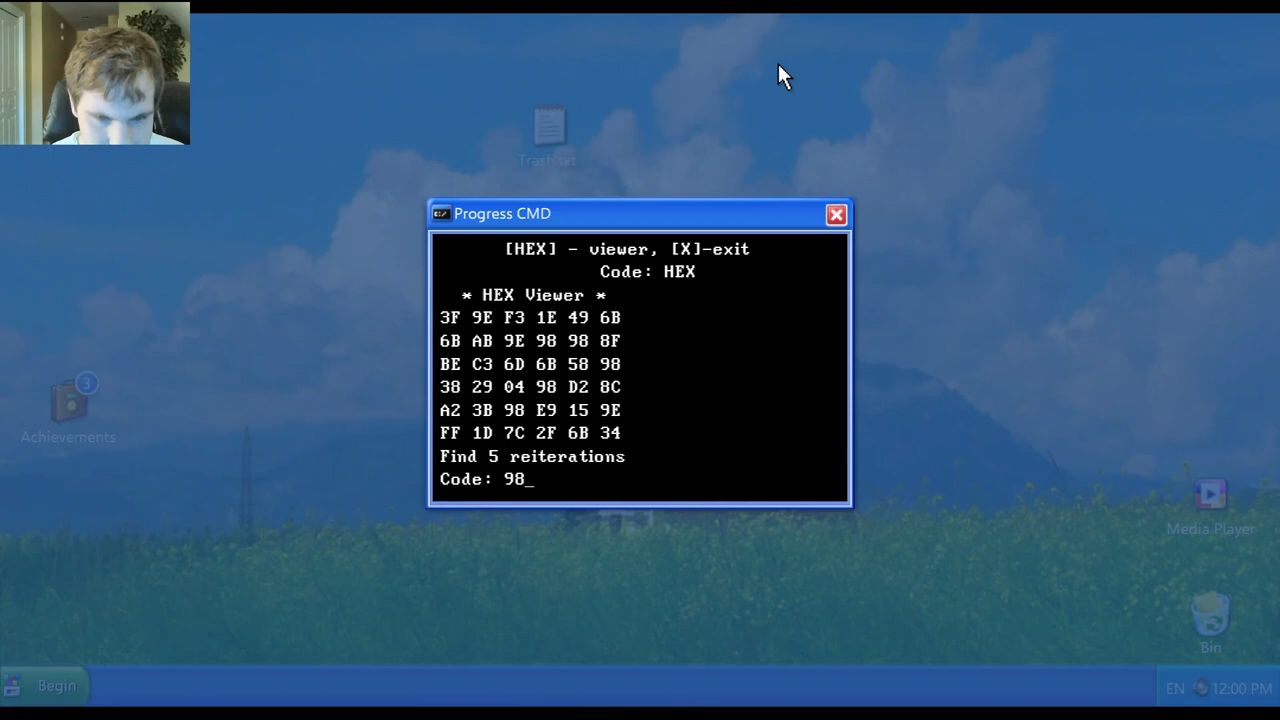 Trash.txt
Progress CMD
[HEX] - viewer, [X]-exit
Code: HEX
* HEX Viewer *
3F 9E F3 1E 49 6B
6B AB 9E 98 98 8F
BE C3 6D 6B 58 98
38 29 04 98 D2 8C
A2 3B 98 E9 15 9E
FF 1D 7C 2F 6B 34
Find 5 reiterations
Code: 98_
3
Achievements
Media Player
Bin
Begin
EN 12:00 PM